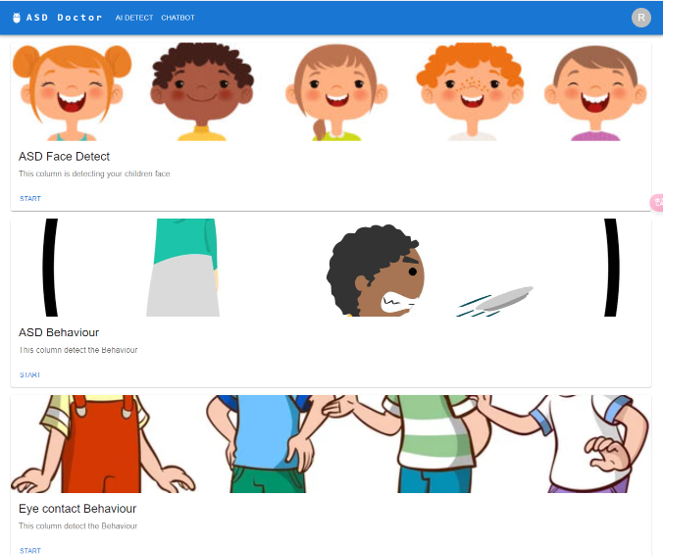 ASD Doctor AI DETECT CHATBOT R
ASD Face Detect
This column is detecting your children face
START
ASD Behaviour
This column detect the Behaviour
START
Eye contact Behaviour
This column detect the Behaviour
START